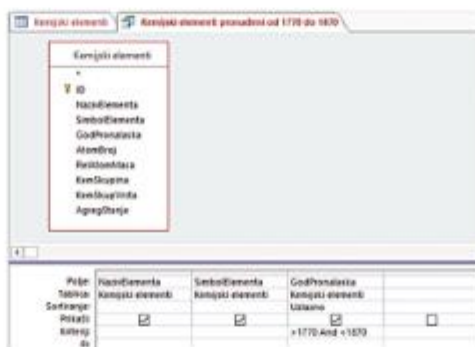 Kemijski elementi
Kemijski elementi pronađeni od 1770 do 1870
Kemijski elementi
*
ID
NazivElementa
SimbolElementa
GodPronalaska
AtomBroj
RelAtomMasa
KemSkupina
KemSkupVrsta
AgregStanje
Polje: NazivElementa SimbolElementa GodPronalaska
Tablica: Kemijski elementi Kemijski elementi Kemijski elementi
Sortiranje: Uzlazno
Prikaži:
Kriterij: >1770 And <1870
ili: